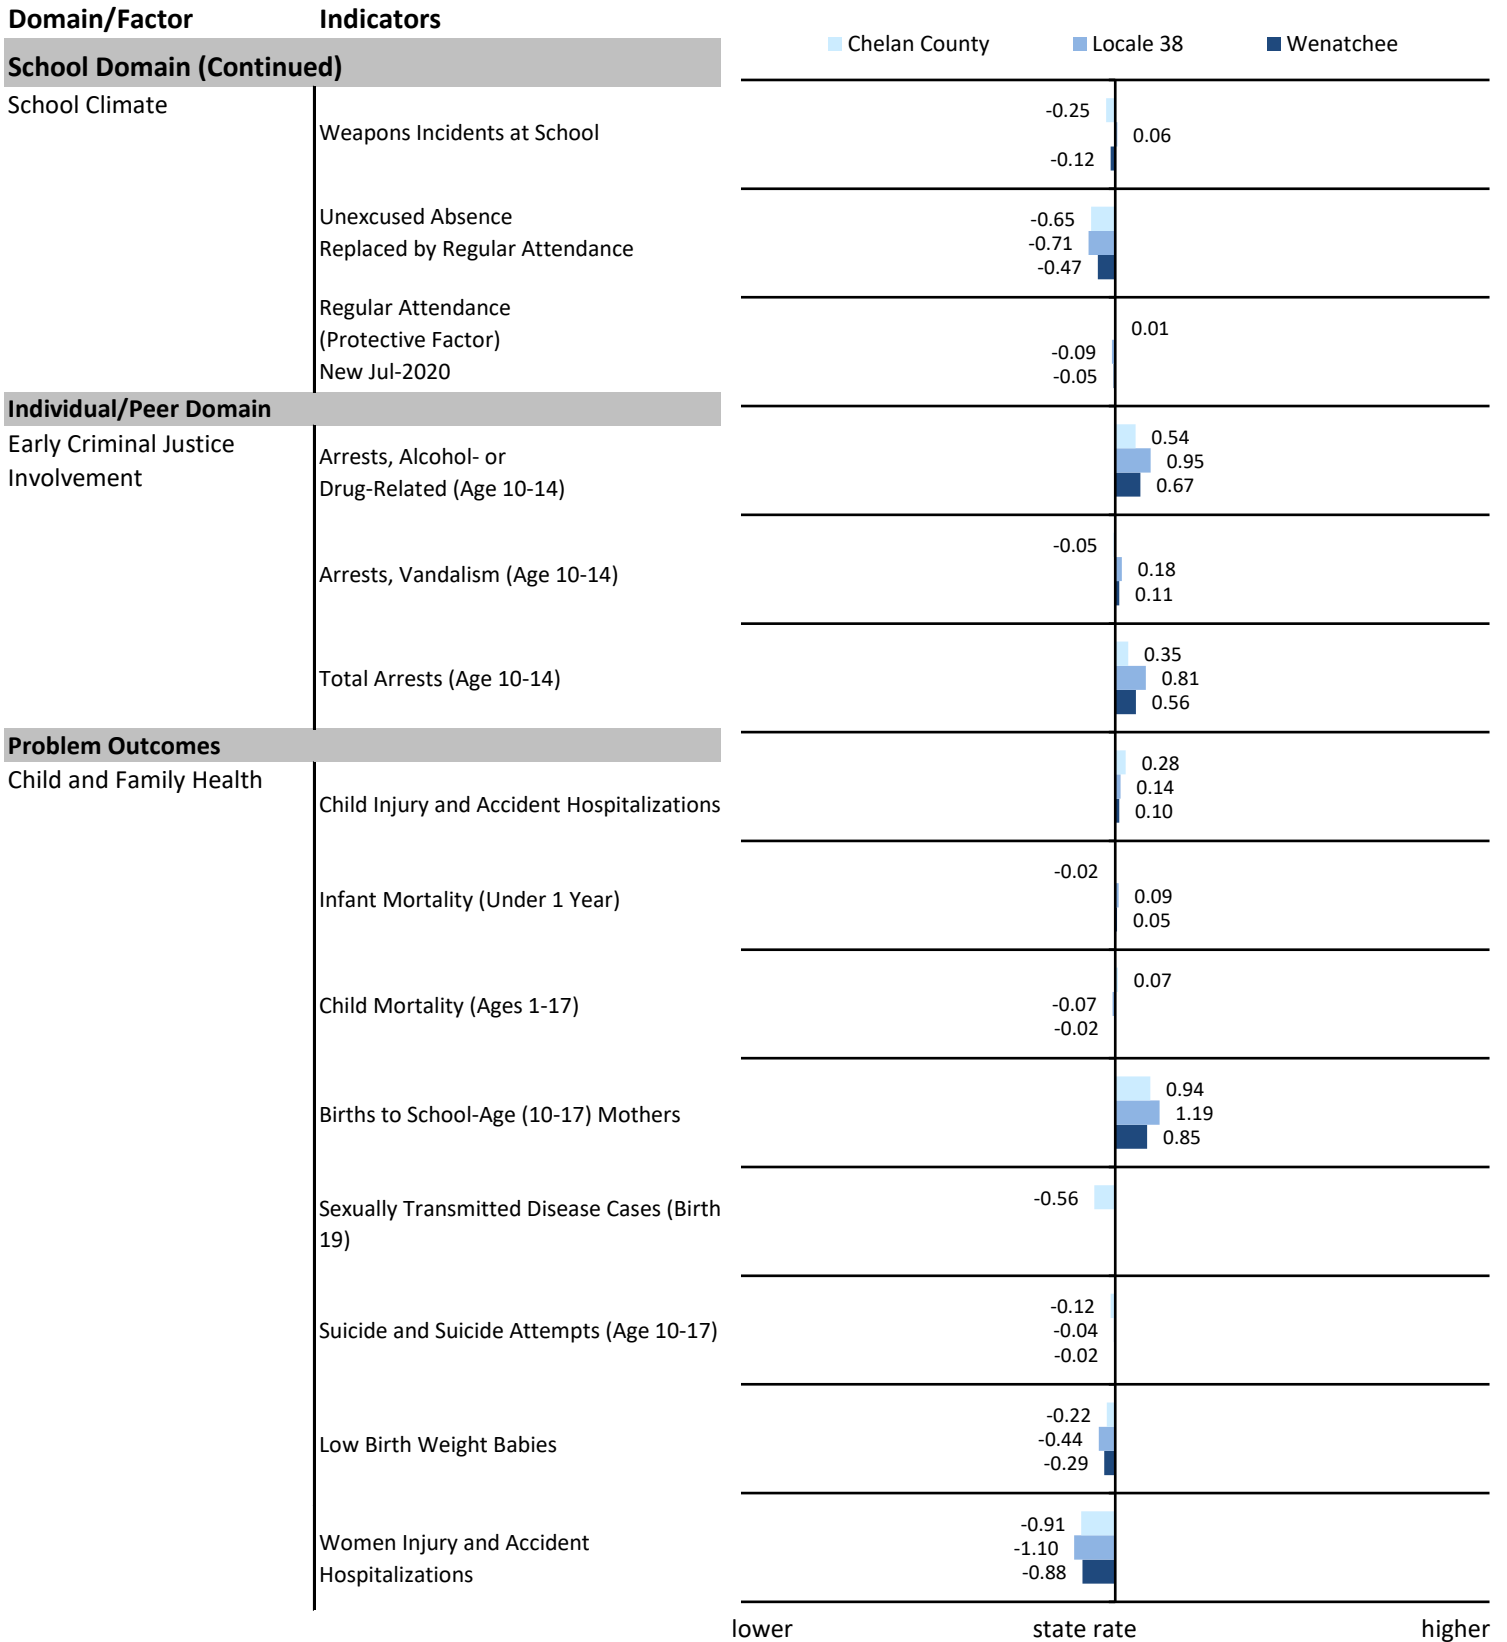 Domain/Factor Indicators
School Domain (Continued)
Chelan County Locale 38 Wenatchee
School Climate
Weapons Incidents at School
-0.25
0.06
-0.12
Unexcused Absence
Replaced by Regular Attendance
-0.65
-0.71
-0.47
Regular Attendance
(Protective Factor)
New Jul-2020
0.01
-0.09
-0.05
Individual/Peer Domain
Early Criminal Justice
Involvement
Arrests, Alcohol- or
Drug-Related (Age 10-14)
0.54
0.95
0.67
Arrests, Vandalism (Age 10-14)
-0.05
0.18
0.11
Total Arrests (Age 10-14)
0.35
0.81
0.56
Problem Outcomes
Child and Family Health
Child Injury and Accident Hospitalizations
0.28
0.14
0.10
Infant Mortality (Under 1 Year)
-0.02
0.09
0.05
Child Mortality (Ages 1-17)
0.07
-0.07
-0.02
Births to School-Age (10-17) Mothers
0.94
1.19
0.85
Sexually Transmitted Disease Cases (Birth
19)
-0.56
Suicide and Suicide Attempts (Age 10-17)
-0.12
-0.04
-0.02
Low Birth Weight Babies
-0.22
-0.44
-0.29
Women Injury and Accident
Hospitalizations
-0.91
-1.10
-0.88
lower state rate higher